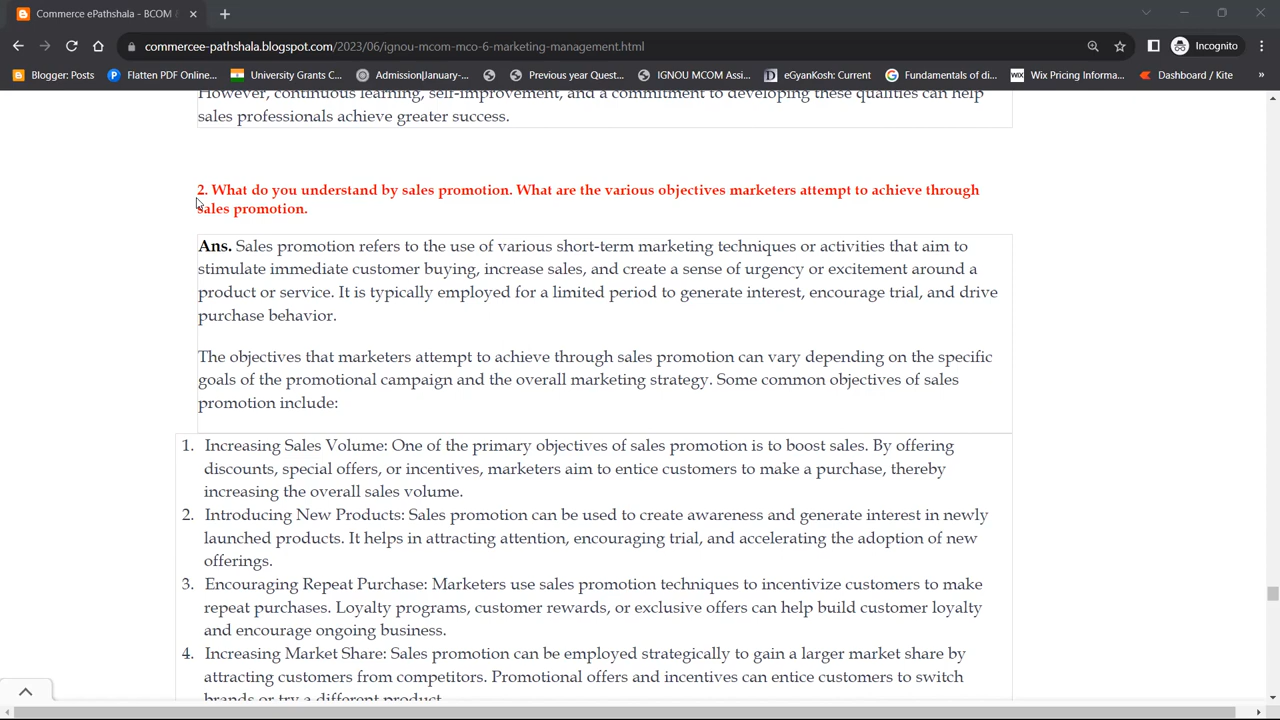 Commerce ePathshala - BCOM
commercee-pathshala.blogspot.com/2023/06/ignou-mcom-mco-6-marketing-management.html
Incognito
Blogger: Posts
Flatten PDF Online...
University Grants C...
Admission|January-...
Previous year Quest...
IGNOU MCOM Assi...
eGyanKosh: Current
Fundamentals of di...
Wix Pricing Informa...
Dashboard / Kite
However, continuous learning, self-improvement, and a commitment to developing these qualities can help
sales professionals achieve greater success.
2. What do you understand by sales promotion. What are the various objectives marketers attempt to achieve through
sales promotion.
Ans. Sales promotion refers to the use of various short-term marketing techniques or activities that aim to
stimulate immediate customer buying, increase sales, and create a sense of urgency or excitement around a
product or service. It is typically employed for a limited period to generate interest, encourage trial, and drive
purchase behavior.
The objectives that marketers attempt to achieve through sales promotion can vary depending on the specific
goals of the promotional campaign and the overall marketing strategy. Some common objectives of sales
promotion include:
1. Increasing Sales Volume: One of the primary objectives of sales promotion is to boost sales. By offering
discounts, special offers, or incentives, marketers aim to entice customers to make a purchase, thereby
increasing the overall sales volume.
2. Introducing New Products: Sales promotion can be used to create awareness and generate interest in newly
launched products. It helps in attracting attention, encouraging trial, and accelerating the adoption of new
offerings.
3. Encouraging Repeat Purchase: Marketers use sales promotion techniques to incentivize customers to make
repeat purchases. Loyalty programs, customer rewards, or exclusive offers can help build customer loyalty
and encourage ongoing business.
4. Increasing Market Share: Sales promotion can be employed strategically to gain a larger market share by
attracting customers from competitors. Promotional offers and incentives can entice customers to switch
brands or try a different product.